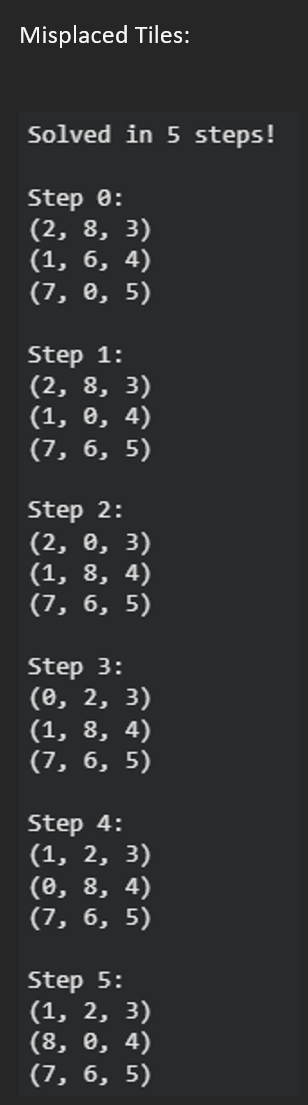 Misplaced Tiles:
Solved in 5 steps!
Step 0:
(2, 8, 3)
(1, 6, 4)
(7, 0, 5)
Step 1:
(2, 8, 3)
(1, 0, 4)
(7, 6, 5)
Step 2:
(2, 0, 3)
(1, 8, 4)
(7, 6, 5)
Step 3:
(0, 2, 3)
(1, 8, 4)
(7, 6, 5)
Step 4:
(1, 2, 3)
(0, 8, 4)
(7, 6, 5)
Step 5:
(1, 2, 3)
(8, 0, 4)
(7, 6, 5)